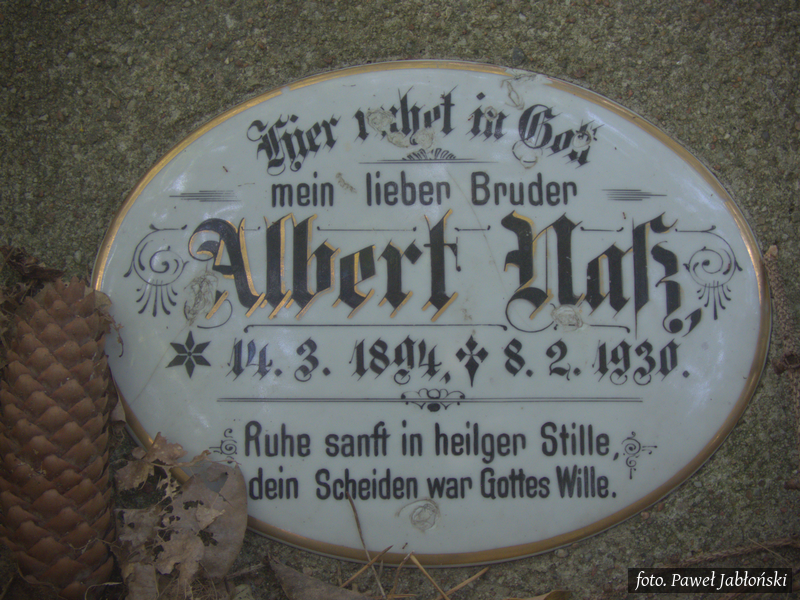 Hier ruhet in Gott
mein lieber Bruder
Albert Naß,
* 14. 3. 1894, ✝ 8. 2. 1930.
Ruhe sanft in heilger Stille,
dein Scheiden war Gottes Wille.
foto. Paweł Jabłoński